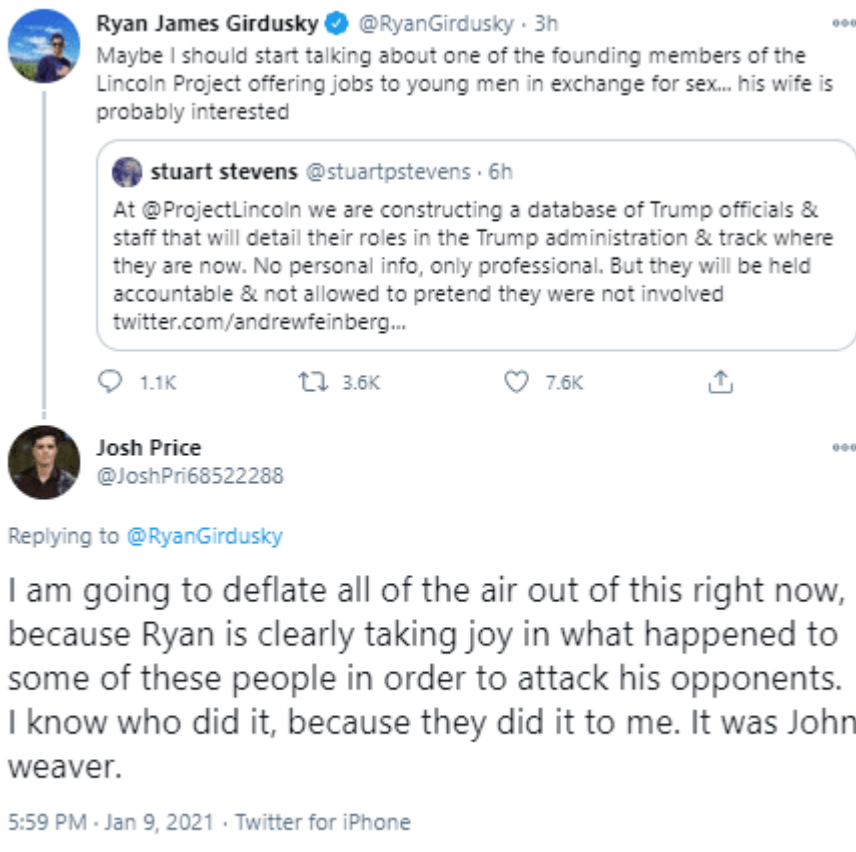 Ryan James Girdusky @RyanGirdusky · 3h
Maybe I should start talking about one of the founding members of the
Lincoln Project offering jobs to young men in exchange for sex... his wife is
probably interested
stuart stevens @stuartpstevens · 6h
At @ProjectLincoln we are constructing a database of Trump officials &
staff that will detail their roles in the Trump administration & track where
they are now. No personal info, only professional. But they will be held
accountable & not allowed to pretend they were not involved
twitter.com/andrewfeinberg...
1.1K 3.6K 7.6K
Josh Price
@JoshPri68522288
Replying to @RyanGirdusky
I am going to deflate all of the air out of this right now,
because Ryan is clearly taking joy in what happened to
some of these people in order to attack his opponents.
I know who did it, because they did it to me. It was John
weaver.
5:59 PM · Jan 9, 2021 · Twitter for iPhone